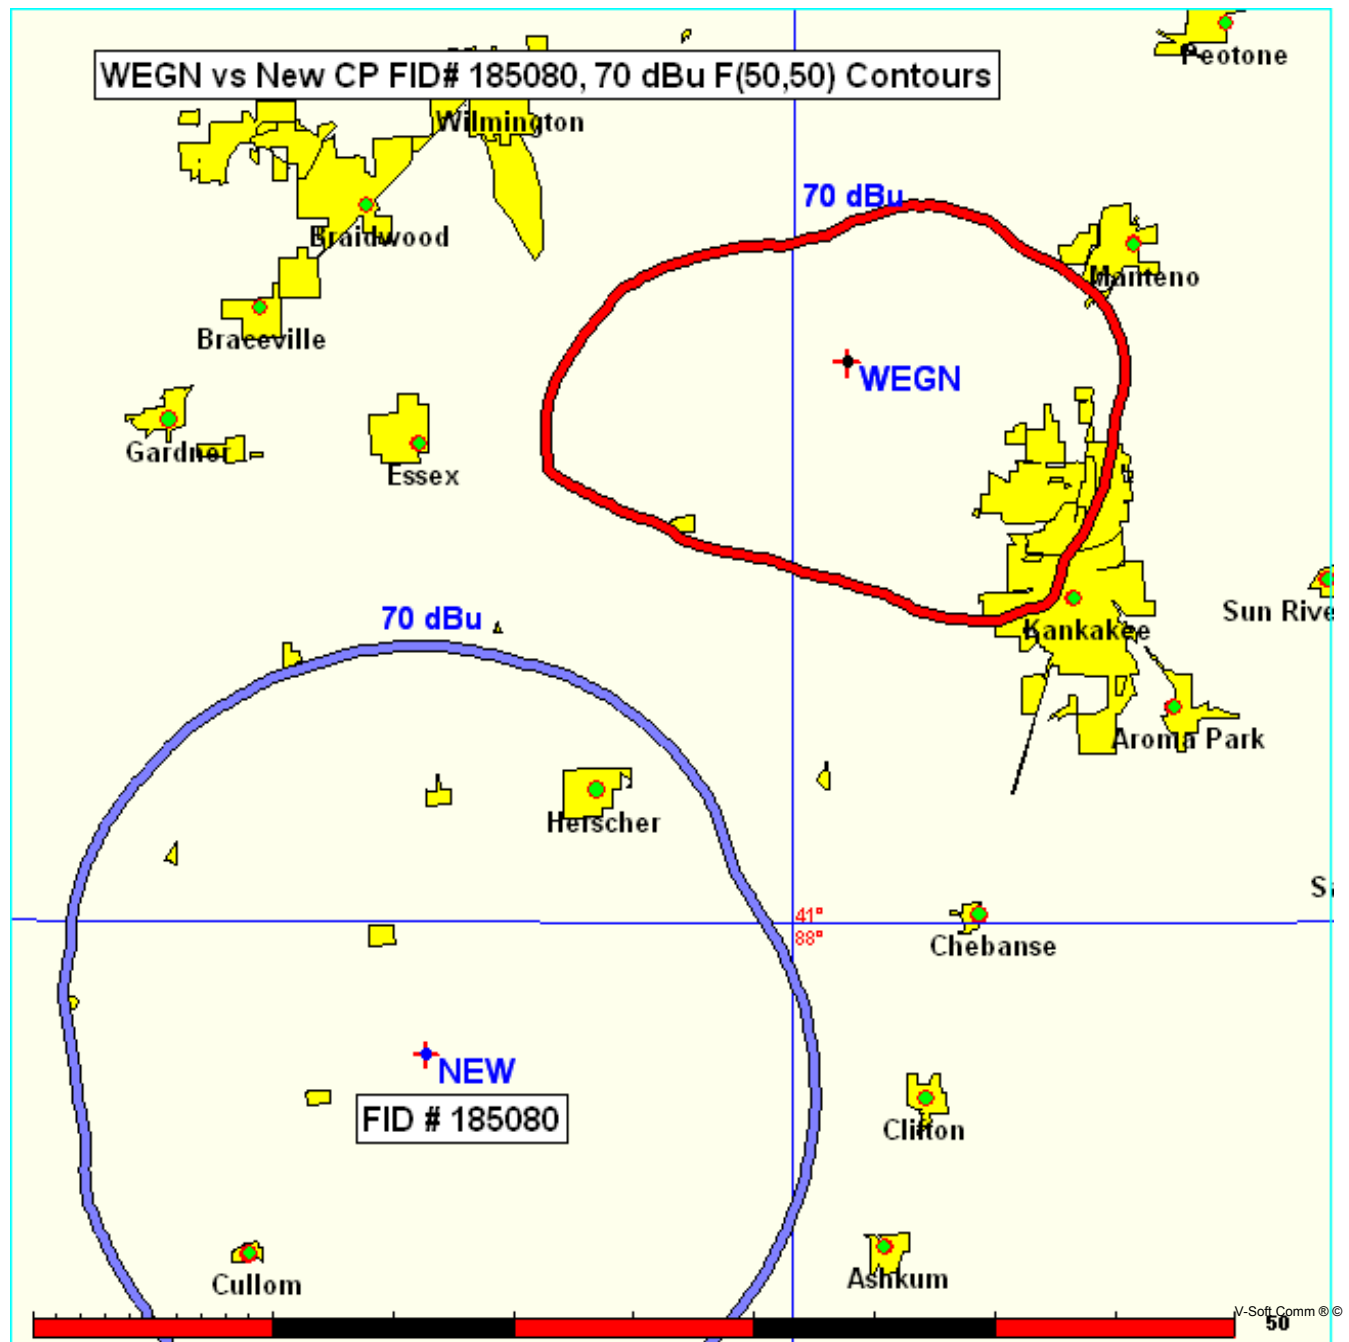 Peotone
WEGN vs New CP FID# 185080, 70 dBu F(50,50) Contours
Wilmington
70 dBu
Braidwood
Manteno
Braceville
WEGN
Gardner
Essex
70 dBu
Sun Rive
Kankakee
Aroma Park
Herscher
41°
88°
Chebanse
NEW
FID # 185080
Clifton
Cullom
Ashkum
V-Soft Comm ® ©
50